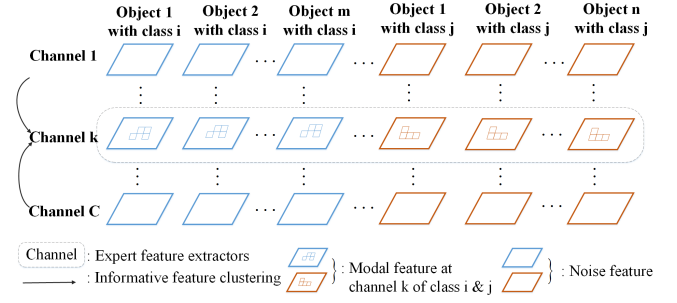 Object 1 with class i
Object 2 with class i
Object m with class i
Object 1 with class j
Object 2 with class j
Object n with class j
Channel 1
Channel k
Channel C
Channel : Expert feature extractors
: Informative feature clustering
} : Modal feature at channel k of class i & j
} : Noise feature